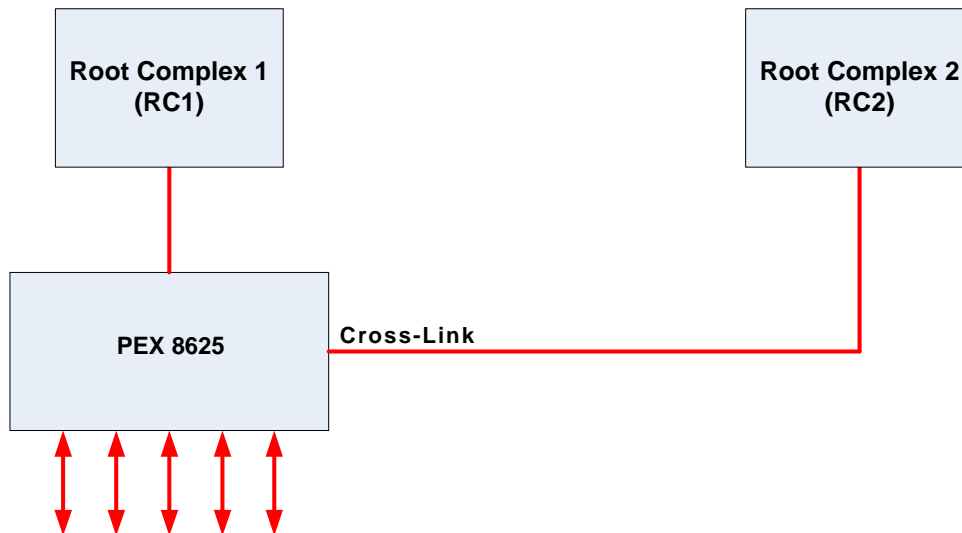 Root Complex 1
(RC1)
Root Complex 2
(RC2)
PEX 8625
Cross-Link